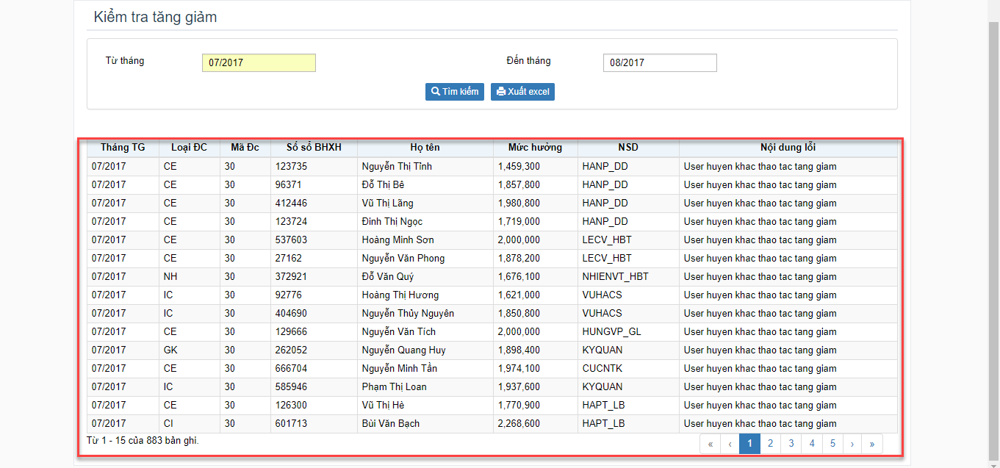 Kiểm tra tăng giảm
Từ tháng 07/2017 Đến tháng 08/2017
Tìm kiếm Xuất excel
Tháng TG Loại ĐC Mã Đc Số sổ BHXH Họ tên Mức hưởng NSD Nội dung lỗi
07/2017 CE 30 123735 Nguyễn Thị Tính 1,459,300 HANP_DD User huyen khac thao tac tang giam
07/2017 CE 30 96371 Đỗ Thị Bê 1,857,800 HANP_DD User huyen khac thao tac tang giam
07/2017 CE 30 412446 Vũ Thị Lãng 1,980,800 HANP_DD User huyen khac thao tac tang giam
07/2017 CE 30 123724 Đinh Thị Ngọc 1,719,000 HANP_DD User huyen khac thao tac tang giam
07/2017 CE 30 537603 Hoàng Minh Sơn 2,000,000 LECV_HBT User huyen khac thao tac tang giam
07/2017 CE 30 27162 Nguyễn Văn Phong 1,878,200 LECV_HBT User huyen khac thao tac tang giam
07/2017 NH 30 372921 Đỗ Văn Quý 1,676,100 NHIENVT_HBT User huyen khac thao tac tang giam
07/2017 IC 30 92776 Hoàng Thị Hương 1,621,000 VUHACS User huyen khac thao tac tang giam
07/2017 IC 30 404690 Nguyễn Thủy Nguyên 1,850,800 VUHACS User huyen khac thao tac tang giam
07/2017 CE 30 129666 Nguyễn Văn Tích 2,000,000 HUNGVP_GL User huyen khac thao tac tang giam
07/2017 GK 30 262052 Nguyễn Quang Huy 1,898,400 KYQUAN User huyen khac thao tac tang giam
07/2017 CE 30 666704 Nguyễn Minh Tần 1,974,100 CUCNTK User huyen khac thao tac tang giam
07/2017 IC 30 585946 Phạm Thị Loan 1,937,600 KYQUAN User huyen khac thao tac tang giam
07/2017 CE 30 126300 Vũ Thị Hè 1,770,900 HAPT_LB User huyen khac thao tac tang giam
07/2017 CI 30 601713 Bùi Văn Bạch 2,268,600 HAPT_LB User huyen khac thao tac tang giam
Từ 1 - 15 của 883 bản ghi. « ‹ 1 2 3 4 5 › »